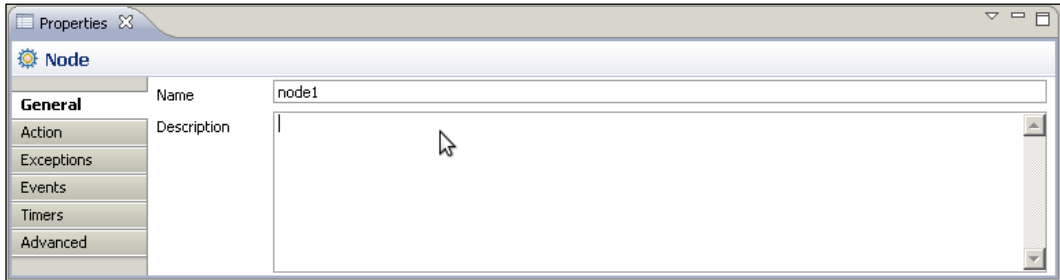 Properties
Node
General
Name
node1
Action
Description
Exceptions
Events
Timers
Advanced